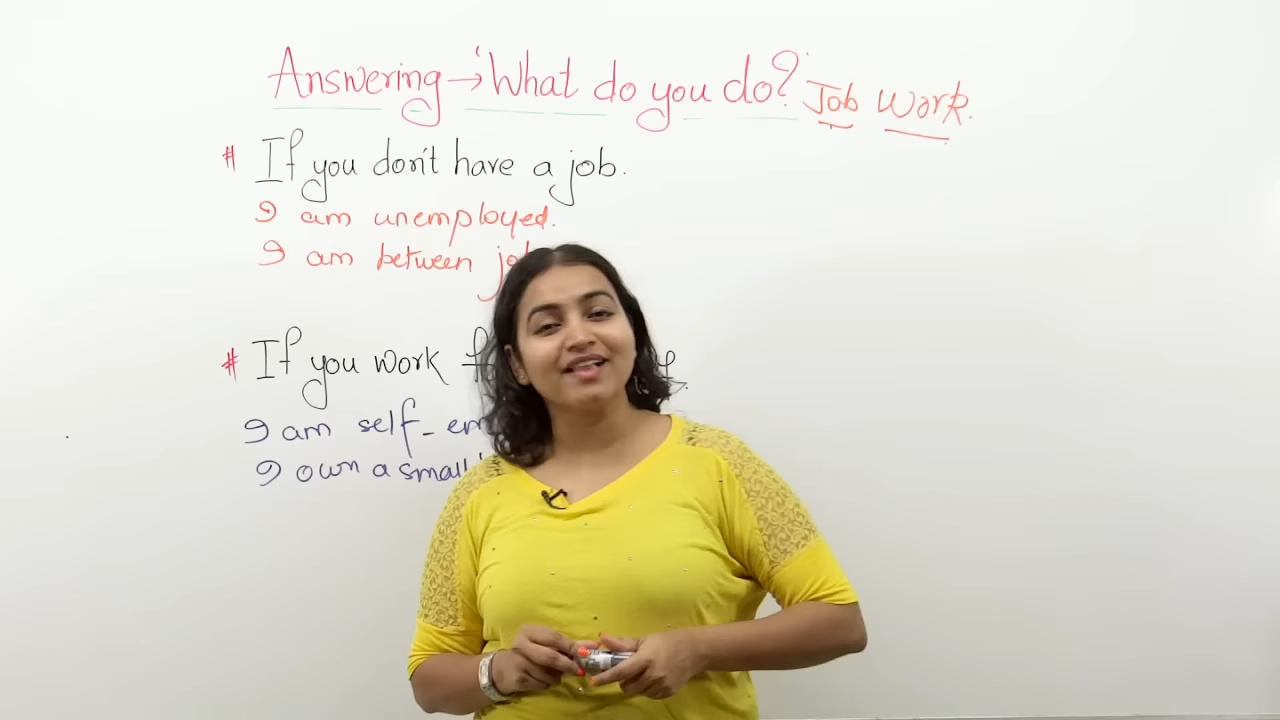 Answering → 'What do you do?' Job Work.
# If you don't have a job.
I am unemployed.
I am between
# If you work
I am self-
I own a small